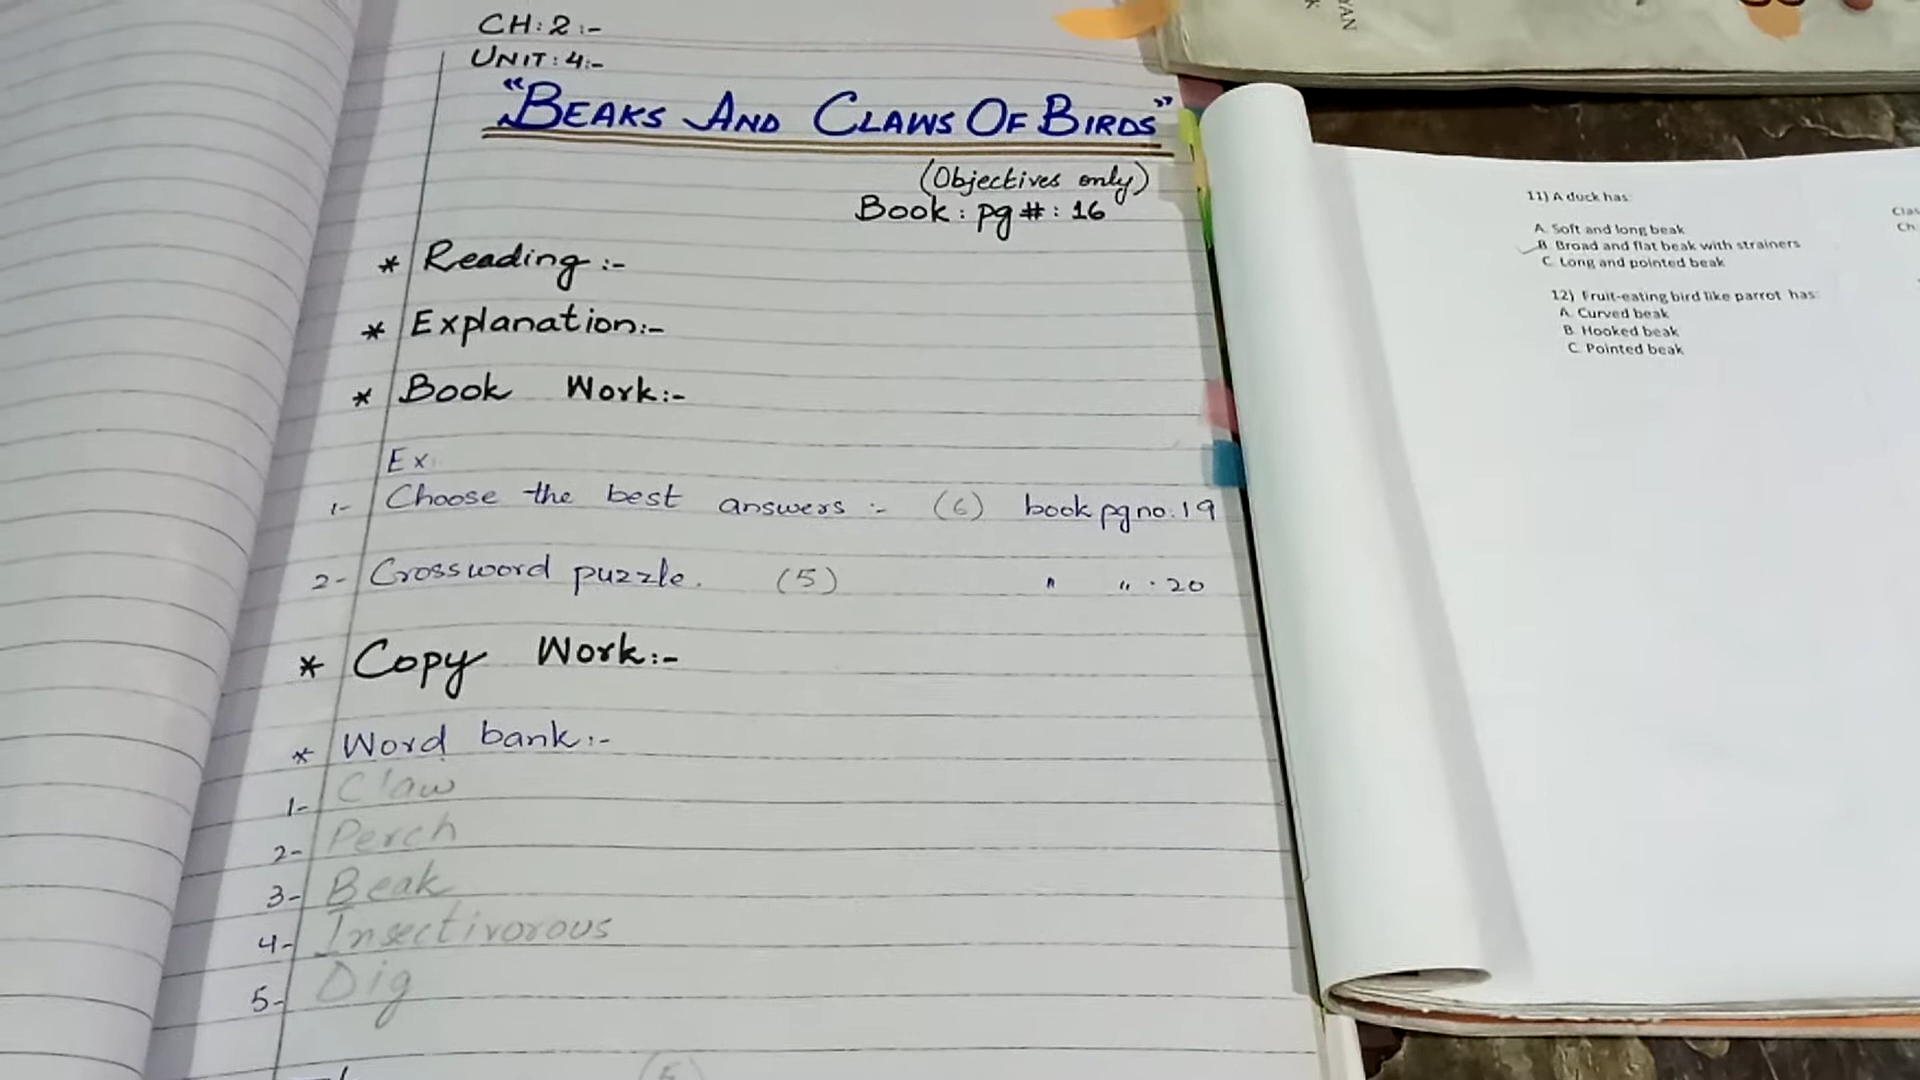 CH: 2 :-
UNIT: 4:-
"BEAKS AND CLAWS OF BIRDS"
(Objectives only)
Book: pg #: 16
* Reading :-
* Explanation:-
* Book Work:-
Ex.
1- Choose the best answers :- (6) book pg no: 19
2- Crossword puzzle. (5) " " . 20
* Copy Work:-
* Word bank:-
1- Claw
2- Perch
3- Beak
4- Insectivorous
5- Dig
11) A duck has:
A. Soft and long beak
B. Broad and flat beak with strainers
C. Long and pointed beak
12) Fruit-eating bird like parrot has:
A. Curved beak
B. Hooked beak
C. Pointed beak